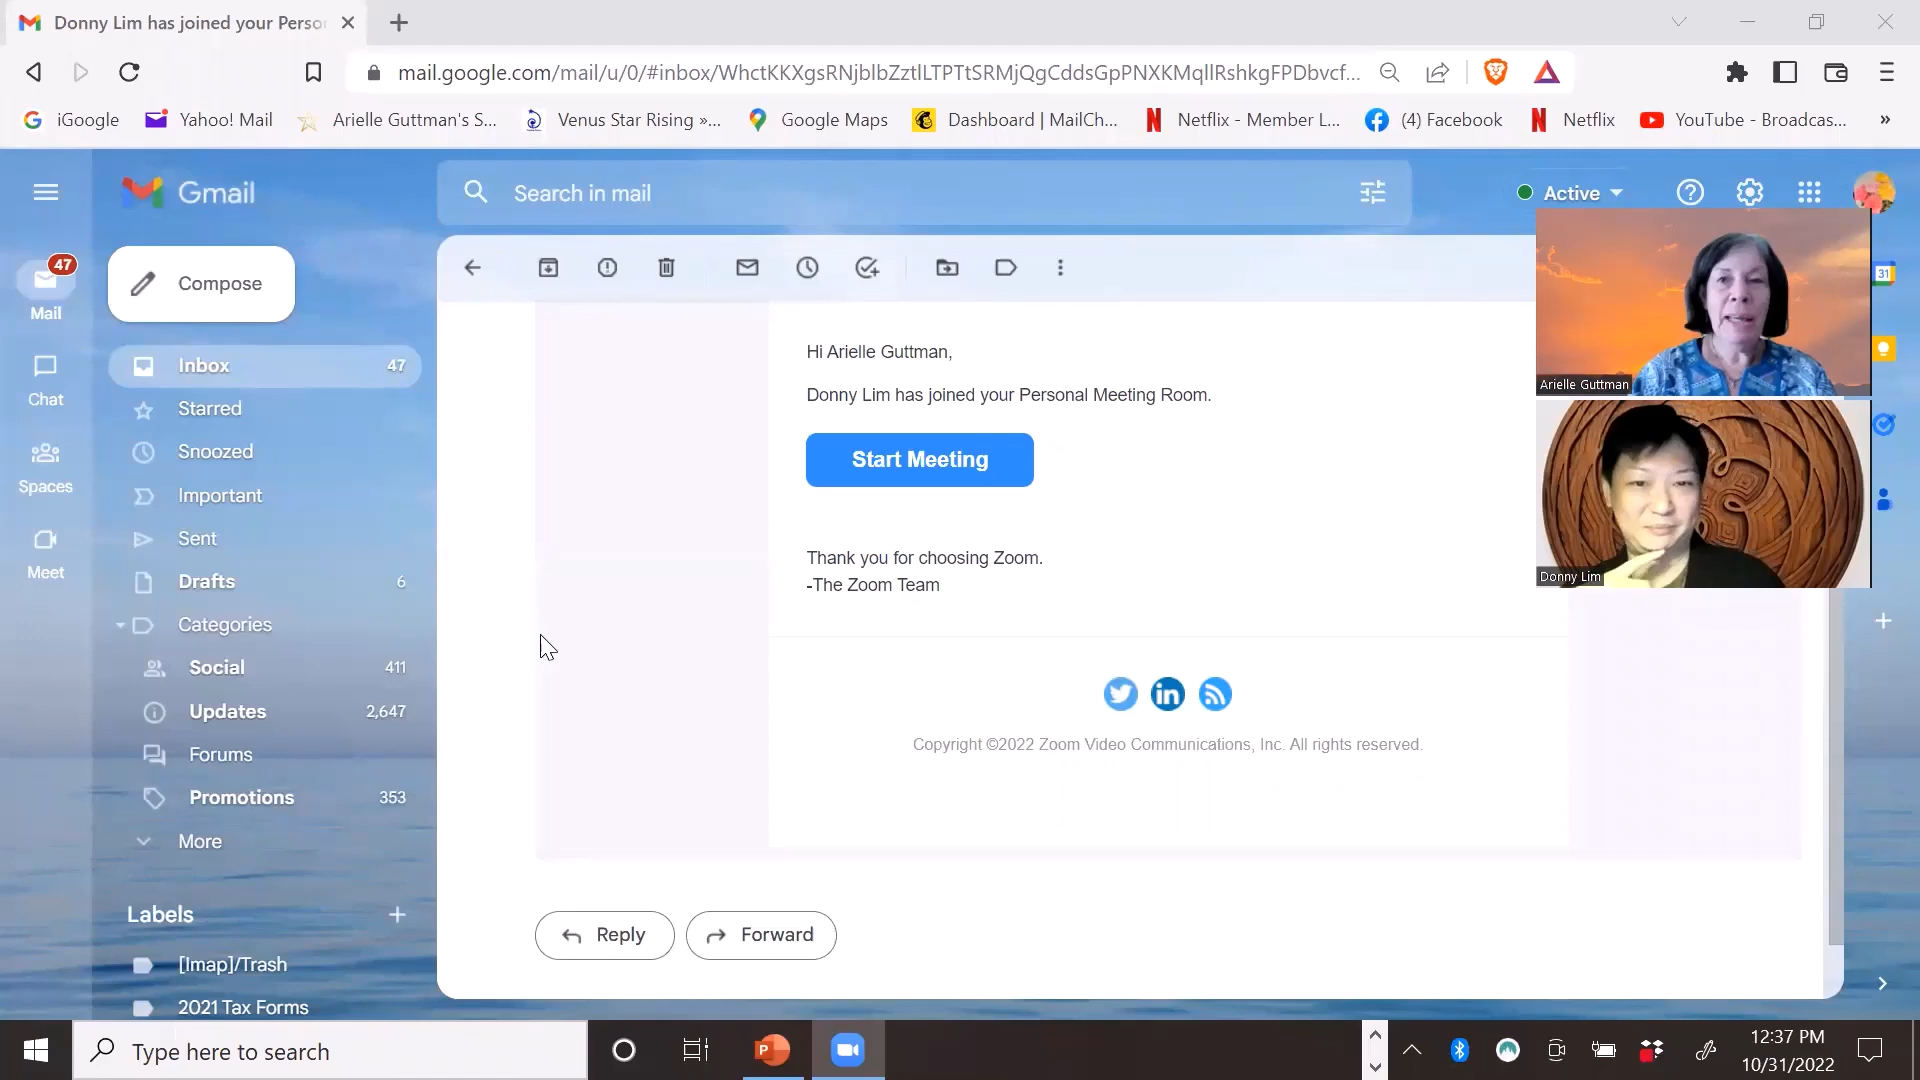 Donny Lim has joined your Perso
mail.google.com/mail/u/0/#inbox/
iGoogle
Yahoo! Mail
Arielle Guttman's S...
Venus Star Rising »...
Google Maps
Dashboard | MailCh...
Netflix - Member L...
(4) Facebook
Netflix
YouTube - Broadcas...
»
Gmail
Search in mail
Active
47
Mail
Compose
31
Inbox 47
Chat
Starred
Snoozed
Spaces
Important
Sent
Meet
Drafts 6
Categories
Social 411
Updates 2,647
Forums
Promotions 353
More
Labels
[Imap]/Trash
2021 Tax Forms
Hi Arielle Guttman,
Donny Lim has joined your Personal Meeting Room.
Start Meeting
Thank you for choosing Zoom.
-The Zoom Team
in
Copyright ©2022 Zoom Video Communications, Inc. All rights reserved.
Reply
Forward
Arielle Guttman
Donny Lim
Type here to search
P
12:37 PM
10/31/2022